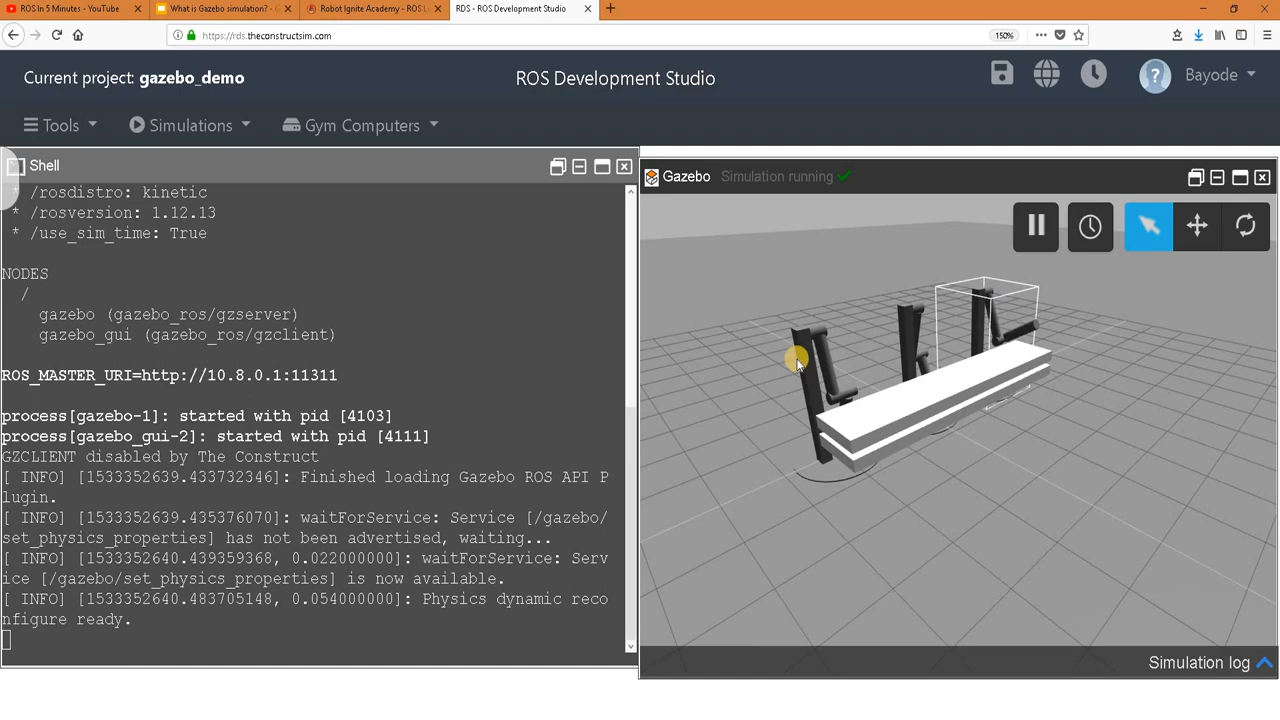 ROS In 5 Minutes - YouTube
What is Gazebo simulation? - G
Robot Ignite Academy - ROS L
RDS - ROS Development Studio
https://rds.theconstructsim.com
150%
Current project: gazebo_demo
ROS Development Studio
Bayode
Tools
Simulations
Gym Computers
Shell
* /rosdistro: kinetic
* /rosversion: 1.12.13
* /use_sim_time: True
NODES
/
gazebo (gazebo_ros/gzserver)
gazebo_gui (gazebo_ros/gzclient)
ROS_MASTER_URI=http://10.8.0.1:11311
process[gazebo-1]: started with pid [4103]
process[gazebo_gui-2]: started with pid [4111]
GZCLIENT disabled by The Construct
[ INFO] [1533352639.433732346]: Finished loading Gazebo ROS API P
lugin.
[ INFO] [1533352639.435376070]: waitForService: Service [/gazebo/
set_physics_properties] has not been advertised, waiting...
[ INFO] [1533352640.439359368, 0.022000000]: waitForService: Serv
ice [/gazebo/set_physics_properties] is now available.
[ INFO] [1533352640.483705148, 0.054000000]: Physics dynamic reco
nfigure ready.
Gazebo Simulation running
Simulation log